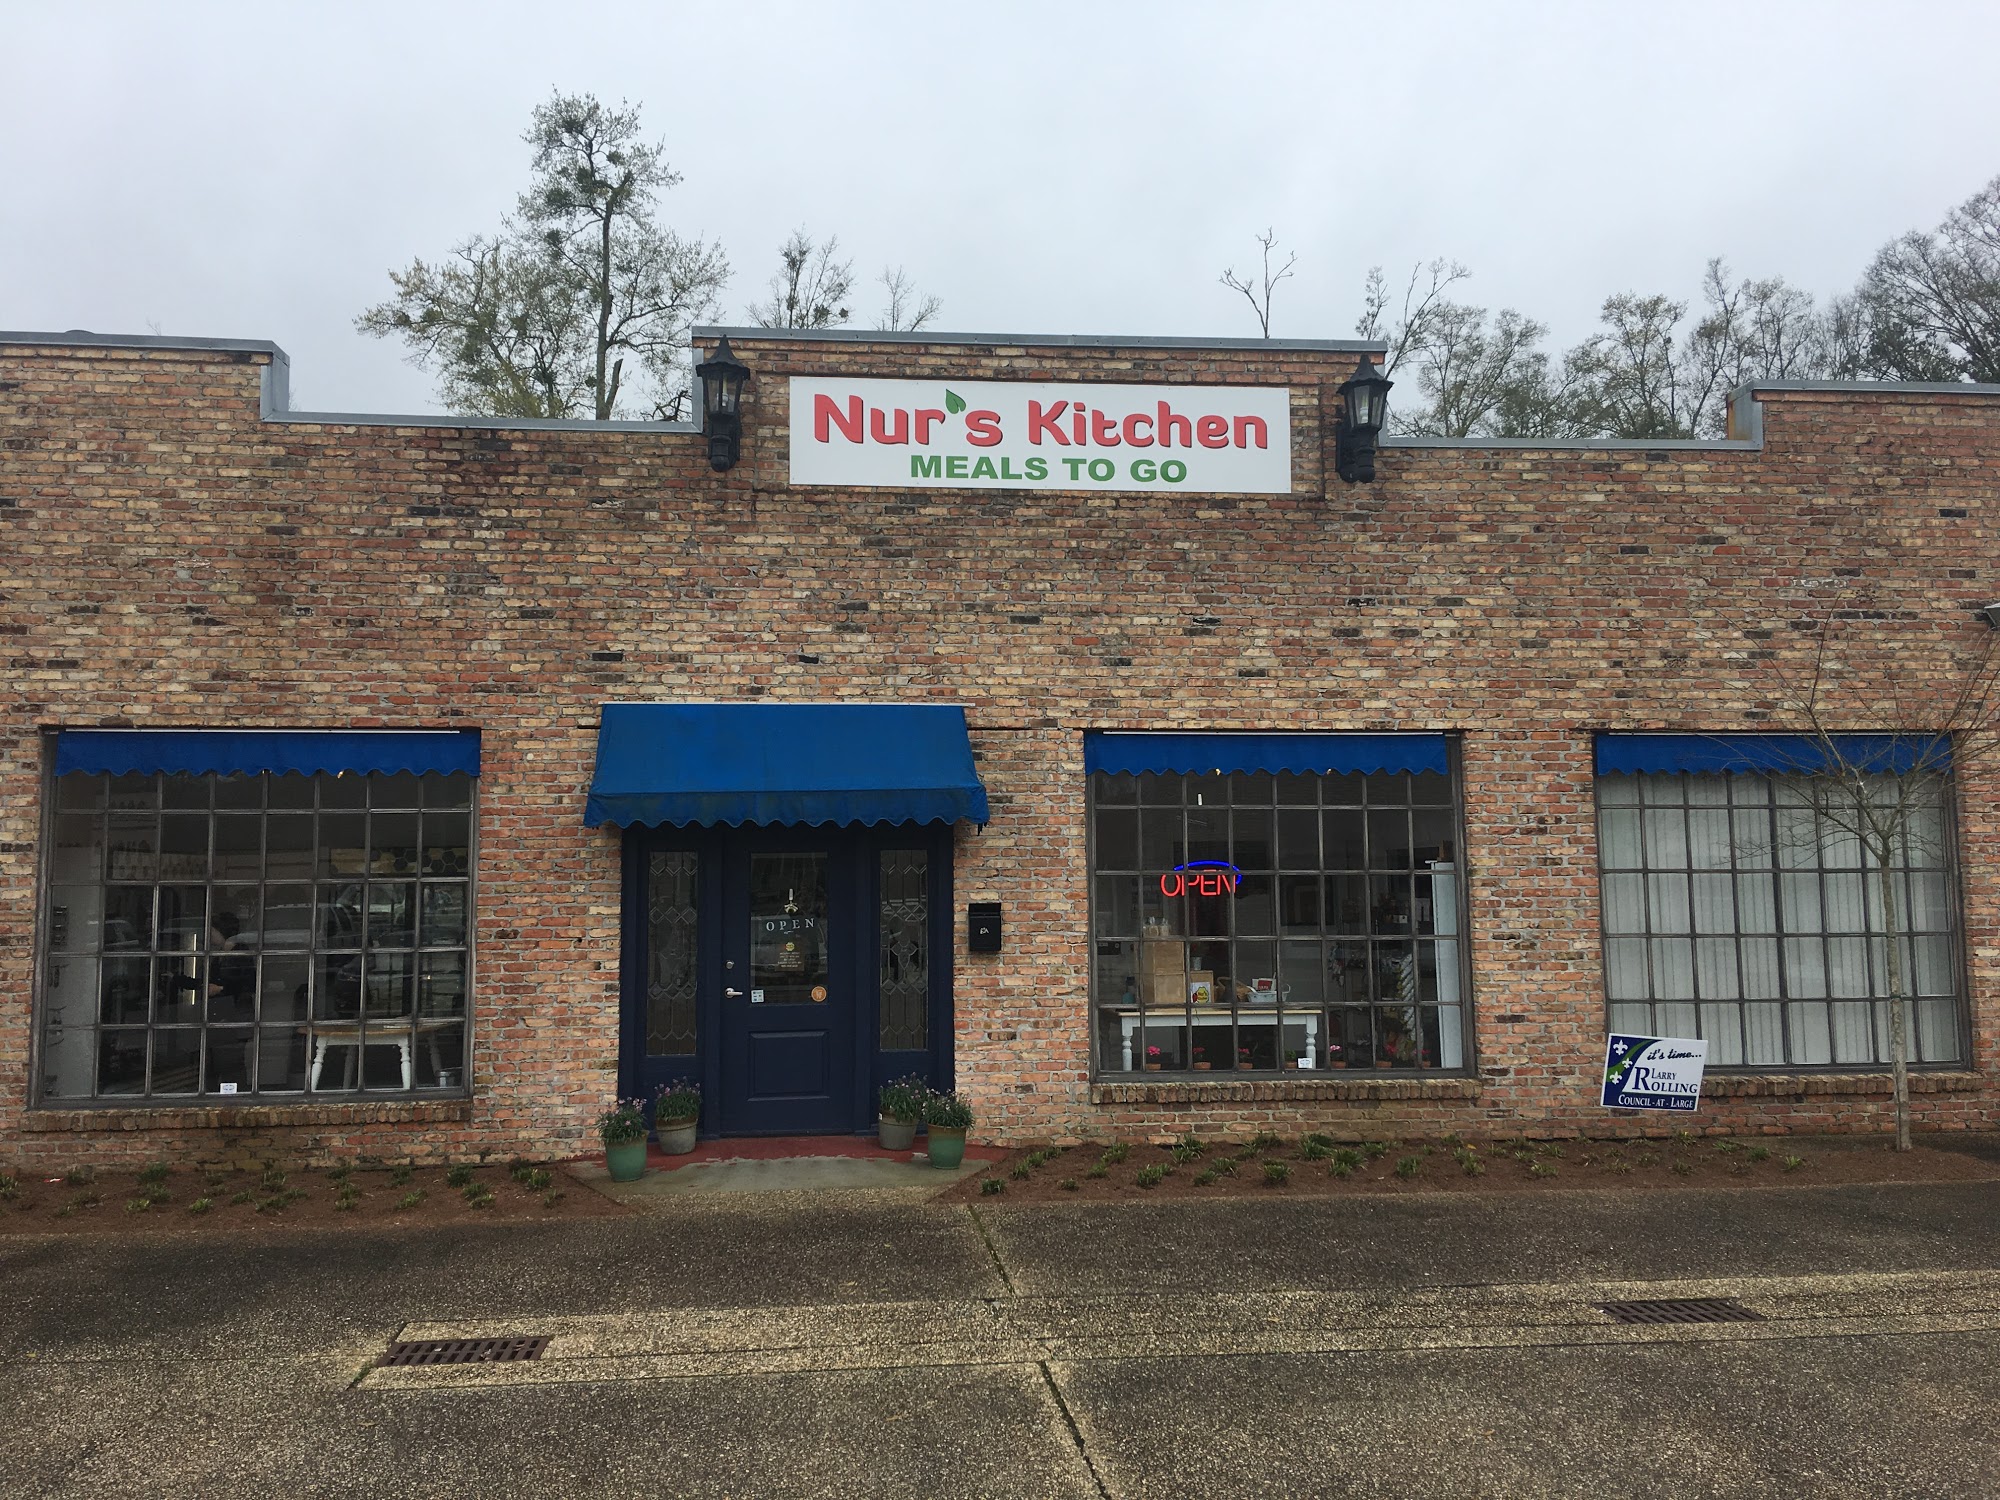 Nur's Kitchen
MEALS TO GO
OPEN
OPEN
it's time...
LARRY
ROLLING
COUNCIL-AT-LARGE